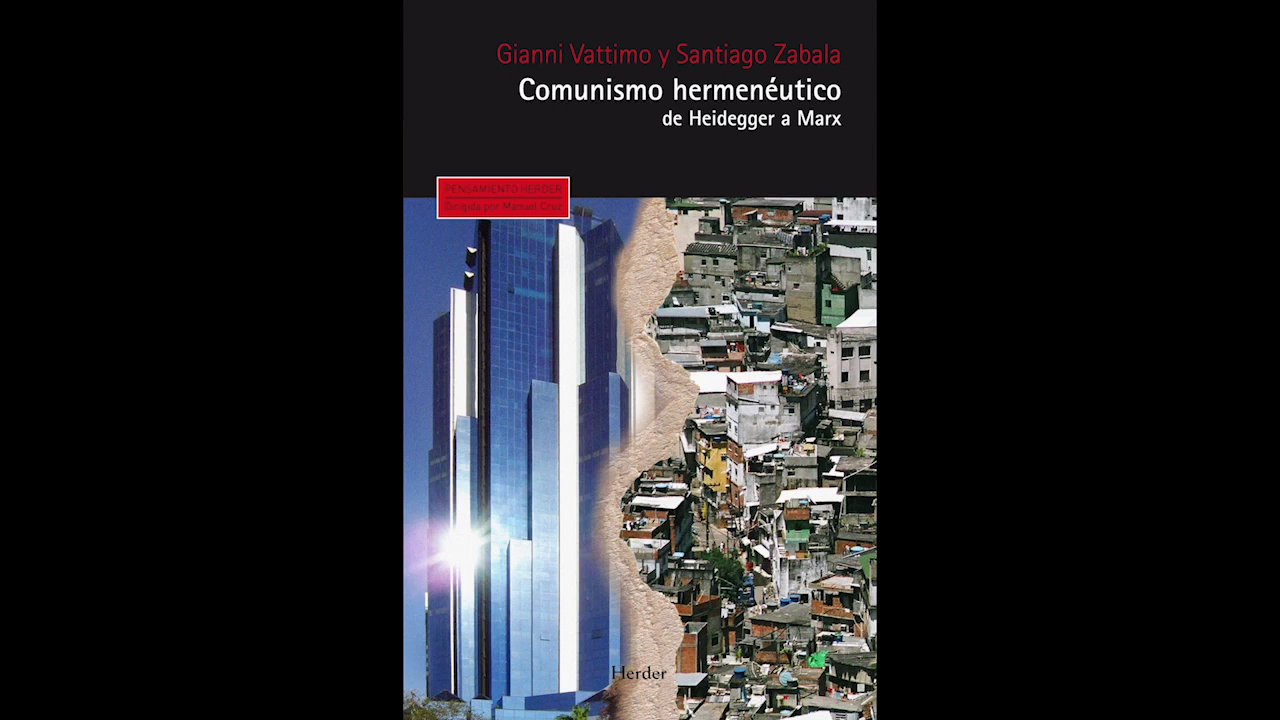 Gianni Vattimo y Santiago Zabala
Comunismo hermenéutico
de Heidegger a Marx
PENSAMIENTO HERDER
Dirigida por Manuel Cruz
Herder